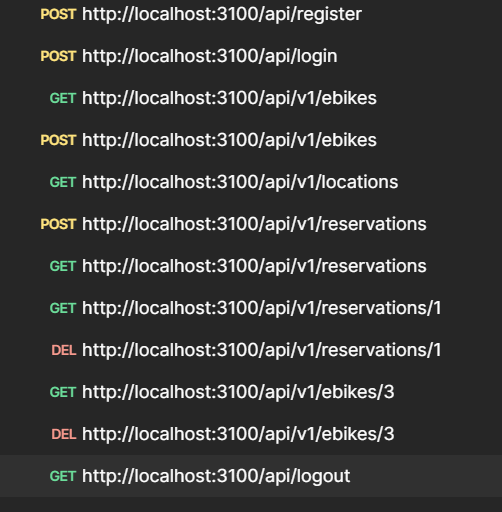 POST http://localhost:3100/api/register
POST http://localhost:3100/api/login
GET http://localhost:3100/api/v1/ebikes
POST http://localhost:3100/api/v1/ebikes
GET http://localhost:3100/api/v1/locations
POST http://localhost:3100/api/v1/reservations
GET http://localhost:3100/api/v1/reservations
GET http://localhost:3100/api/v1/reservations/1
DEL http://localhost:3100/api/v1/reservations/1
GET http://localhost:3100/api/v1/ebikes/3
DEL http://localhost:3100/api/v1/ebikes/3
GET http://localhost:3100/api/logout